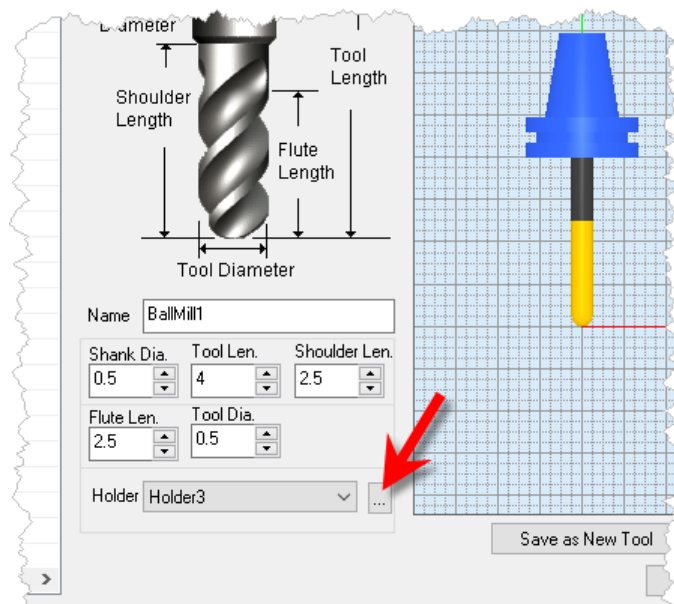 Diameter
Tool
Length
Shoulder
Length
Flute
Length
Tool Diameter
Name BallMill1
Shank Dia. Tool Len. Shoulder Len.
0.5 4 2.5
Flute Len. Tool Dia.
2.5 0.5
Holder Holder3 ...
Save as New Tool